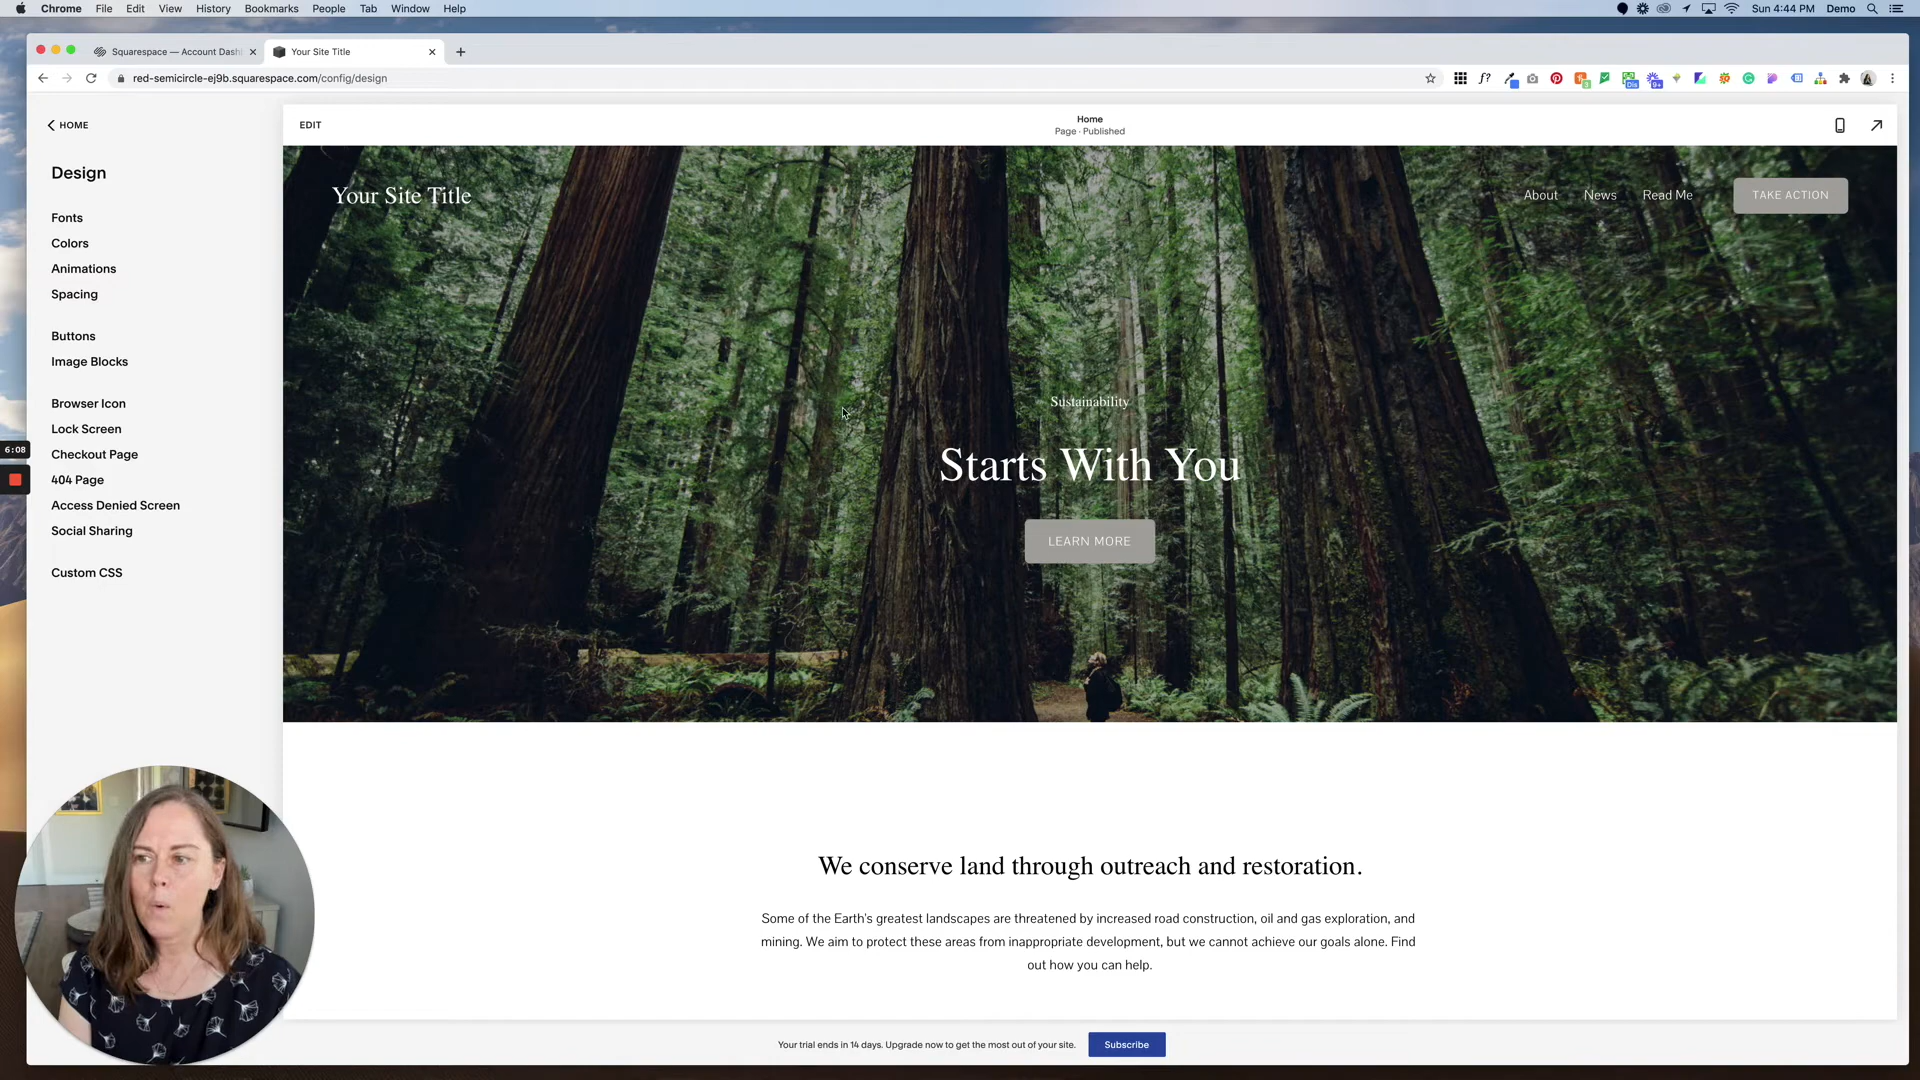 Chrome File Edit View History Bookmarks People Tab Window Help
Sun 4:44 PM Demo
Squarespace — Account Dash
Your Site Title
red-semicircle-ej9b.squarespace.com/config/design
HOME
EDIT
Home
Page · Published
Design
Fonts
Colors
Animations
Spacing
Buttons
Image Blocks
Browser Icon
Lock Screen
Checkout Page
404 Page
Access Denied Screen
Social Sharing
Custom CSS
6:08
Your Site Title
About News Read Me TAKE ACTION
Sustainability
Starts With You
LEARN MORE
We conserve land through outreach and restoration.
Some of the Earth's greatest landscapes are threatened by increased road construction, oil and gas exploration, and
mining. We aim to protect these areas from inappropriate development, but we cannot achieve our goals alone. Find
out how you can help.
Your trial ends in 14 days. Upgrade now to get the most out of your site. Subscribe